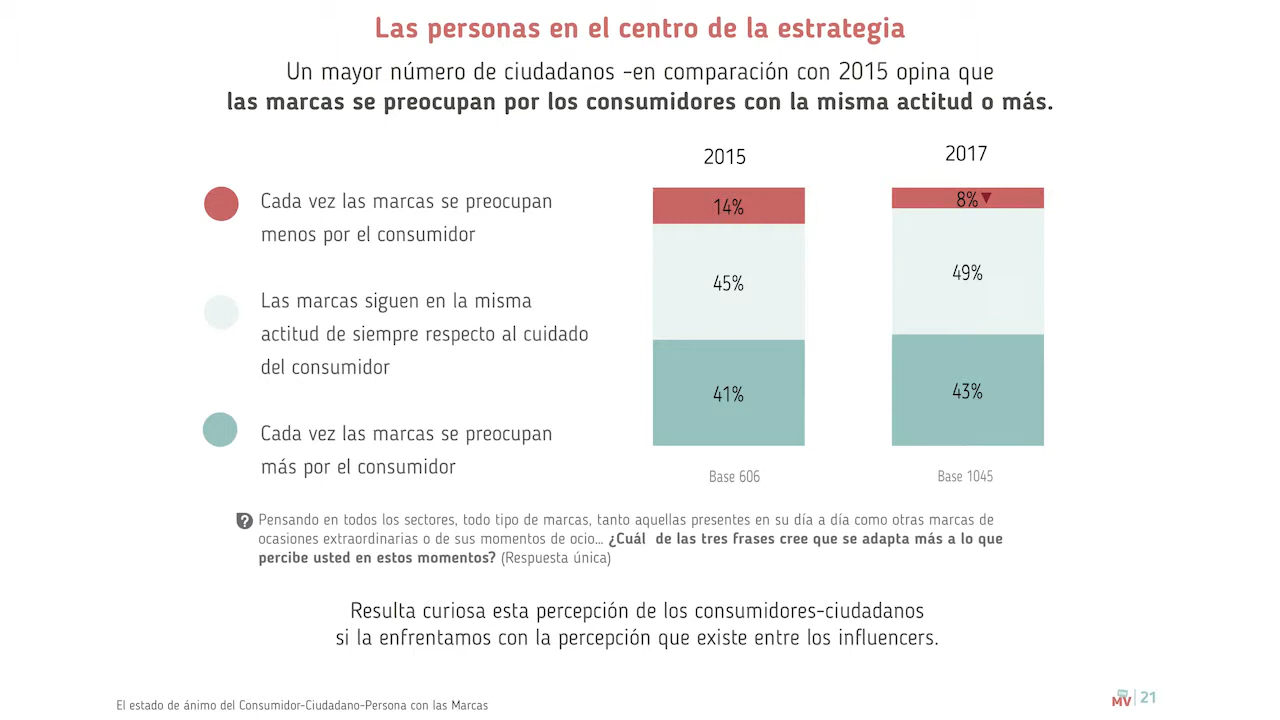 Las personas en el centro de la estrategia
Un mayor número de ciudadanos -en comparación con 2015 opina que
las marcas se preocupan por los consumidores con la misma actitud o más.
2015
2017
Cada vez las marcas se preocupan
menos por el consumidor
14%
8%
Las marcas siguen en la misma
actitud de siempre respecto al cuidado
del consumidor
45%
49%
Cada vez las marcas se preocupan
más por el consumidor
41%
43%
Base 606
Base 1045
? Pensando en todos los sectores, todo tipo de marcas, tanto aquellas presentes en su día a día como otras marcas de
ocasiones extraordinarias o de sus momentos de ocio... ¿Cuál de las tres frases cree que se adapta más a lo que
percibe usted en estos momentos? (Respuesta única)
Resulta curiosa esta percepción de los consumidores-ciudadanos
si la enfrentamos con la percepción que existe entre los influencers.
El estado de ánimo del Consumidor-Ciudadano-Persona con las Marcas
MV 21